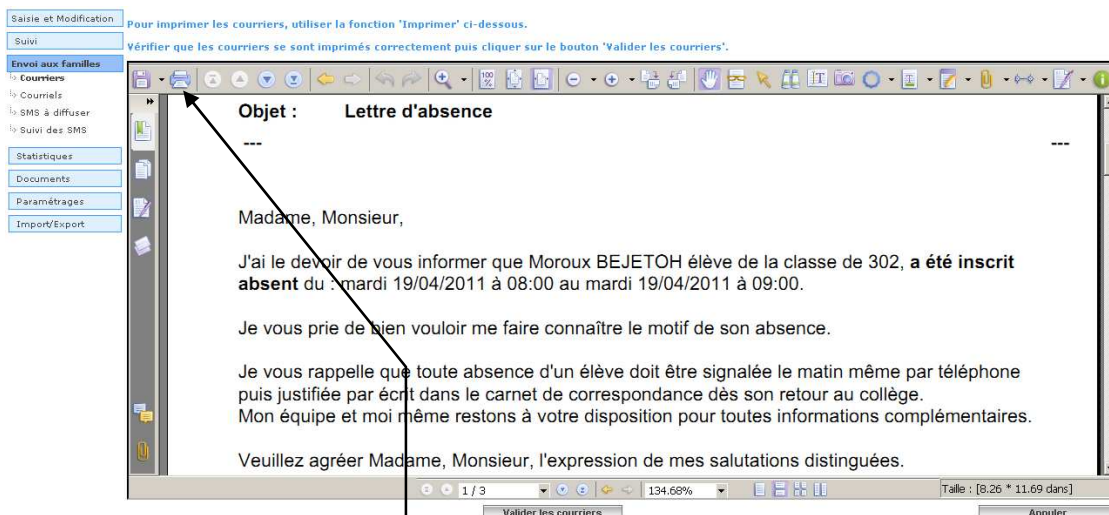 Saisie et Modification
Suivi
Envoi aux familles
Courriers
Courriels
SMS à diffuser
Suivi des SMS
Statistiques
Documents
Paramétrages
Import/Export
Pour imprimer les courriers, utiliser la fonction 'Imprimer' ci-dessous.
Vérifier que les courriers se sont imprimés correctement puis cliquer sur le bouton 'Valider les courriers'.
Objet : Lettre d'absence
--- ---
Madame, Monsieur,
J'ai le devoir de vous informer que Moroux BEJETOH élève de la classe de 302, a été inscrit
absent du : mardi 19/04/2011 à 08:00 au mardi 19/04/2011 à 09:00.
Je vous prie de bien vouloir me faire connaître le motif de son absence.
Je vous rappelle que toute absence d'un élève doit être signalée le matin même par téléphone
puis justifiée par écrit dans le carnet de correspondance dès son retour au collège.
Mon équipe et moi même restons à votre disposition pour toutes informations complémentaires.
Veuillez agréer Madame, Monsieur, l'expression de mes salutations distinguées.
1 / 3 134.68% Taille : [8.26 * 11.69 dans]
Valider les courriers Annuler